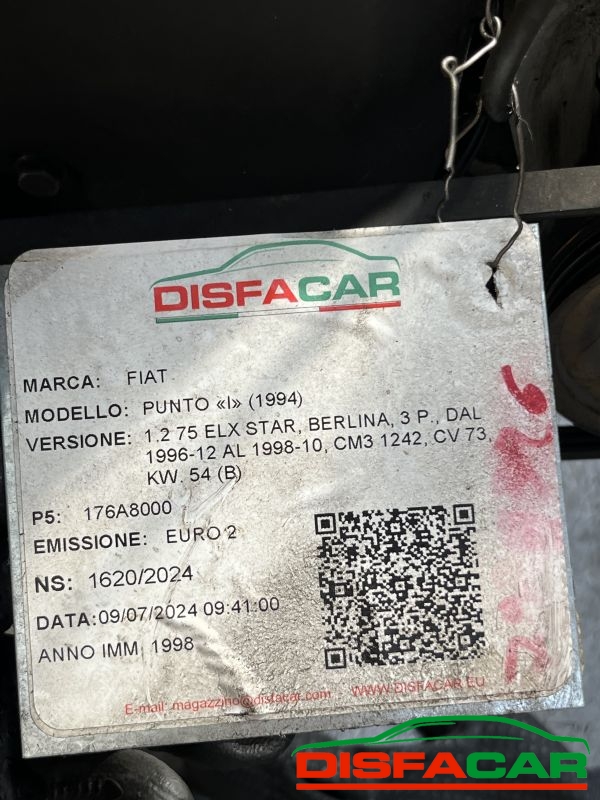 DISFACAR
MARCA: FIAT
MODELLO: PUNTO «I» (1994)
VERSIONE: 1.2 75 ELX STAR, BERLINA, 3 P., DAL
1996-12 AL 1998-10, CM3 1242, CV 73,
KW. 54 (B)
P5: 176A8000
EMISSIONE: EURO 2
NS: 1620/2024
DATA:09/07/2024 09:41:00
ANNO IMM. 1998
E-mail: magazzino@disfacar.com WWW.DISFACAR.EU
DISFACAR